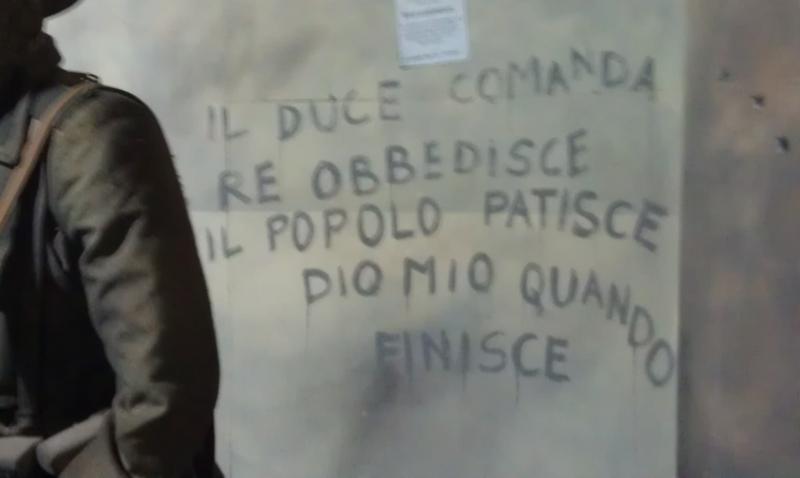 IL DUCE COMANDA
RE OBBEDISCE
IL POPOLO PATISCE
DIO MIO QUANDO
FINISCE